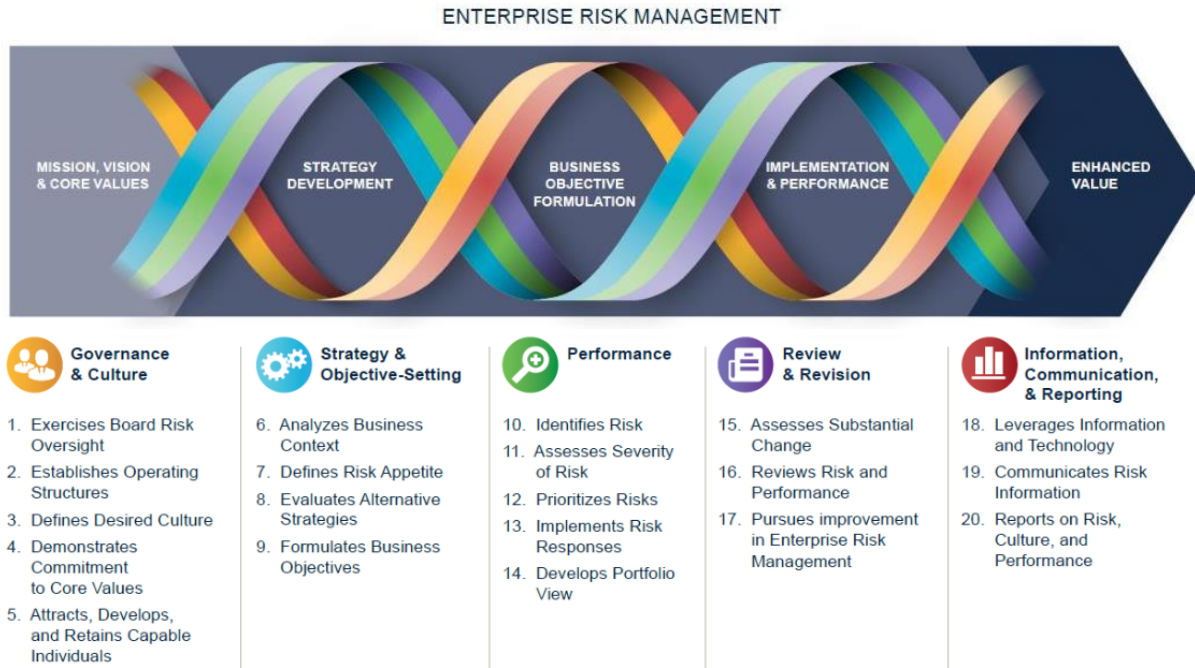 ENTERPRISE RISK MANAGEMENT
MISSION, VISION
& CORE VALUES
STRATEGY
DEVELOPMENT
BUSINESS
OBJECTIVE
FORMULATION
IMPLEMENTATION
& PERFORMANCE
ENHANCED
VALUE
Governance
& Culture
1. Exercises Board Risk
Oversight
2. Establishes Operating
Structures
3. Defines Desired Culture
4. Demonstrates
Commitment
to Core Values
5. Attracts, Develops,
and Retains Capable
Individuals
Strategy &
Objective-Setting
6. Analyzes Business
Context
7. Defines Risk Appetite
8. Evaluates Alternative
Strategies
9. Formulates Business
Objectives
Performance
10. Identifies Risk
11. Assesses Severity
of Risk
12. Prioritizes Risks
13. Implements Risk
Responses
14. Develops Portfolio
View
Review
& Revision
15. Assesses Substantial
Change
16. Reviews Risk and
Performance
17. Pursues improvement
in Enterprise Risk
Management
Information,
Communication,
& Reporting
18. Leverages Information
and Technology
19. Communicates Risk
Information
20. Reports on Risk,
Culture, and
Performance